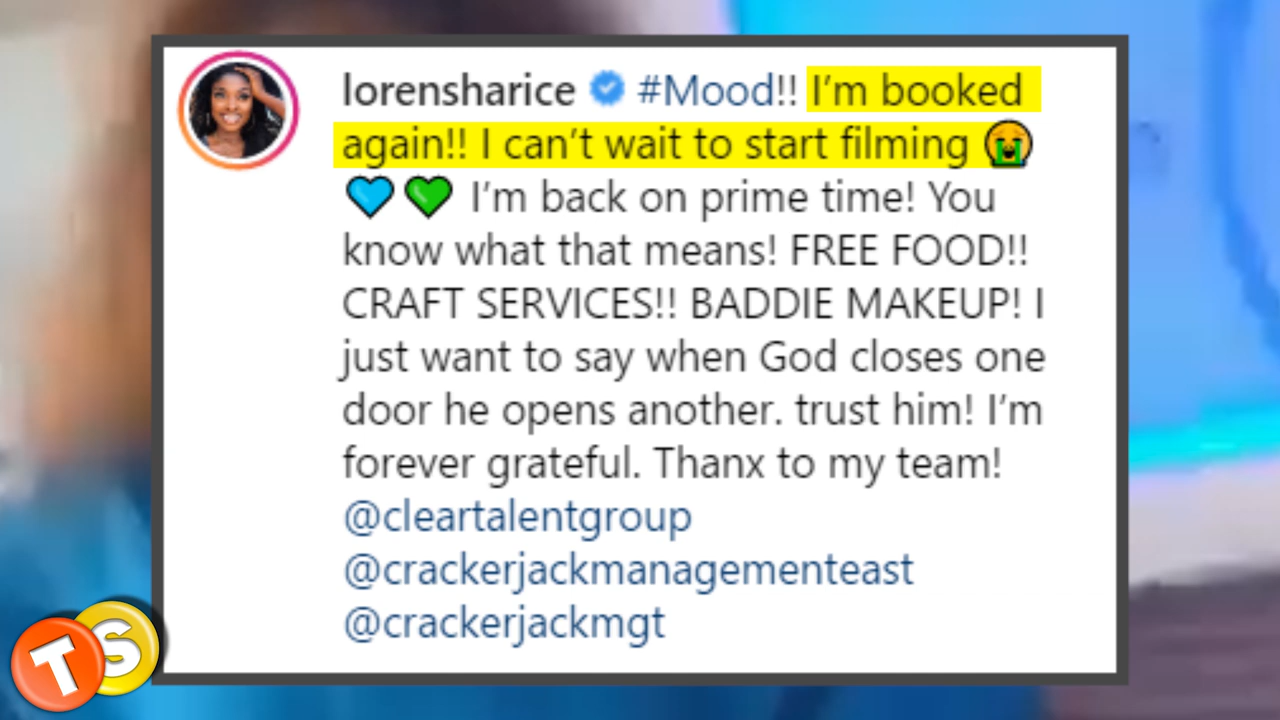 lorensharice #Mood!! I'm booked
again!! I can't wait to start filming 😭
💙💚 I'm back on prime time! You
know what that means! FREE FOOD!!
CRAFT SERVICES!! BADDIE MAKEUP! I
just want to say when God closes one
door he opens another. trust him! I'm
forever grateful. Thanx to my team!
@cleartalentgroup
@crackerjackmanagementeast
@crackerjackmgt
TS